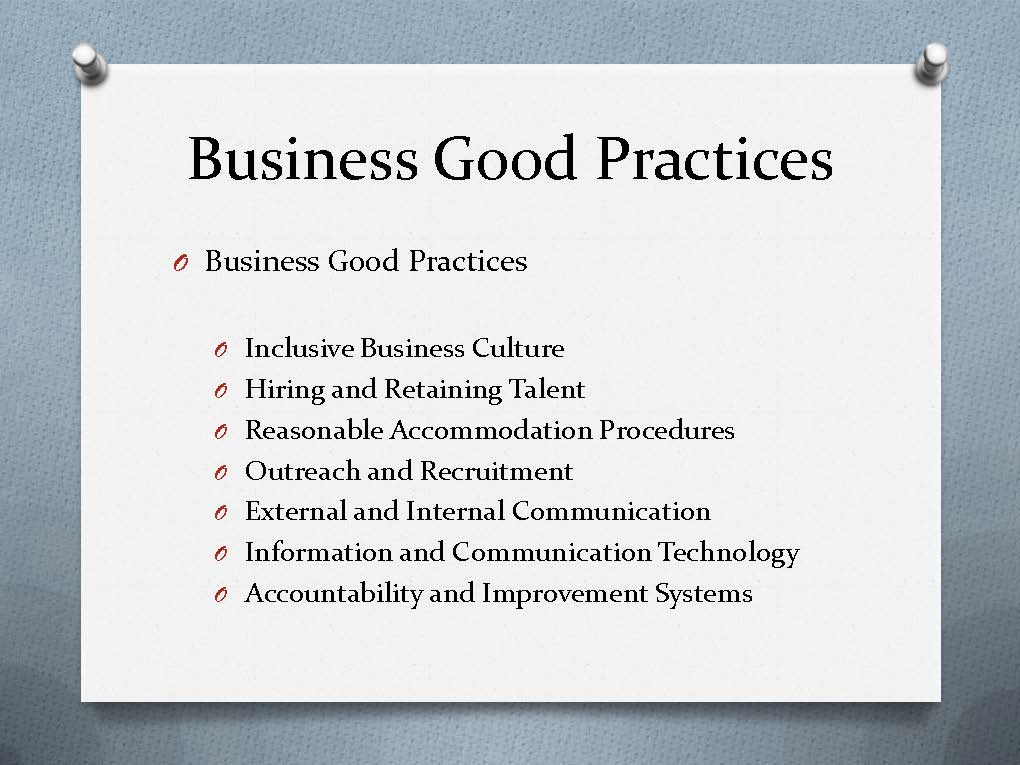 Business Good Practices
Business Good Practices
Inclusive Business Culture
Hiring and Retaining Talent
Reasonable Accommodation Procedures
Outreach and Recruitment
External and Internal Communication
Information and Communication Technology
Accountability and Improvement Systems